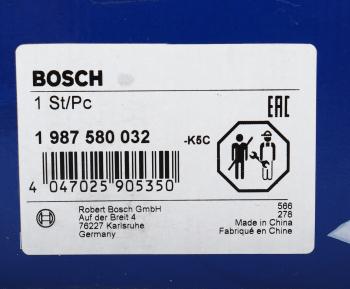 BOSCH
1 St/Pc
EAC
1 987 580 032
-K5C
4 047025 905350
Robert Bosch GmbH
Auf der Breit 4
76227 Karlsruhe
Germany
566
278
Made in China
Fabriqué en Chine